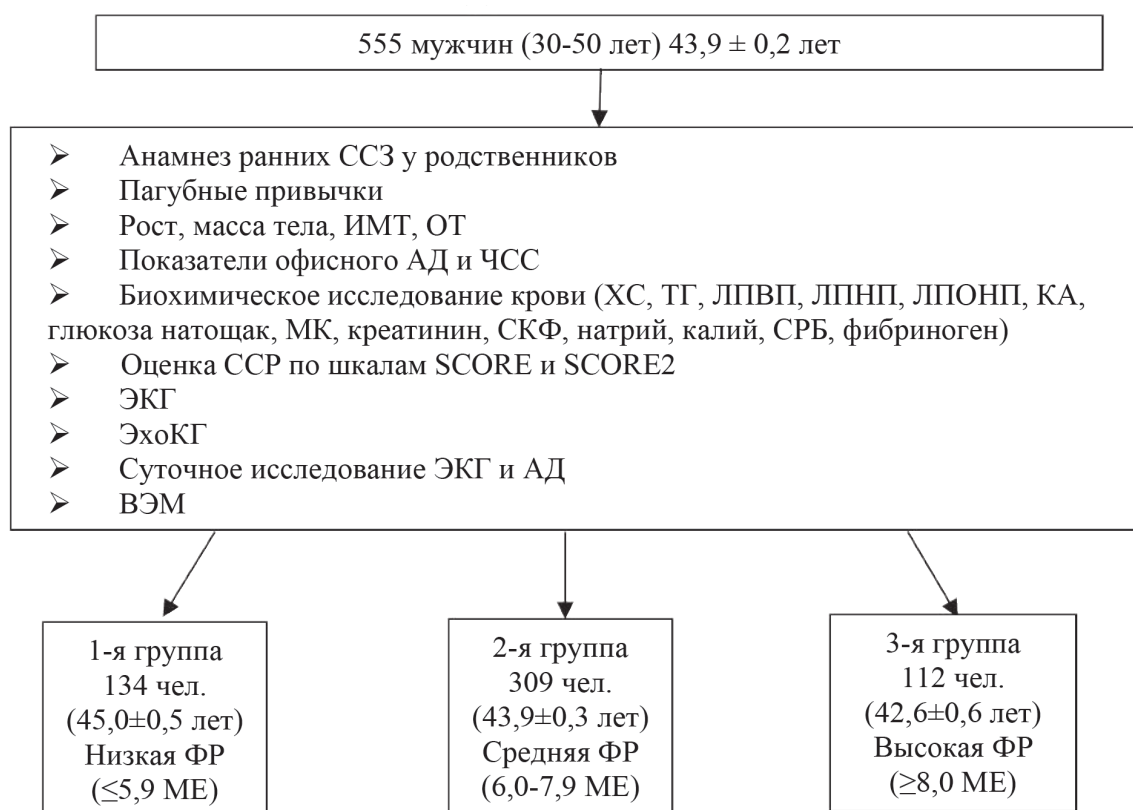 555 мужчин (30-50 лет) 43,9 ± 0,2 лет
➢ Анамнез ранних ССЗ у родственников
➢ Пагубные привычки
➢ Рост, масса тела, ИМТ, ОТ
➢ Показатели офисного АД и ЧСС
➢ Биохимическое исследование крови (ХС, ТГ, ЛПВП, ЛПНП, ЛПОНП, КА,
глюкоза натощак, МК, креатинин, СКФ, натрий, калий, СРБ, фибриноген)
➢ Оценка ССР по шкалам SCORE и SCORE2
➢ ЭКГ
➢ ЭхоКГ
➢ Суточное исследование ЭКГ и АД
➢ ВЭМ
1-я группа
134 чел.
(45,0±0,5 лет)
Низкая ФР
(≤5,9 МЕ)
2-я группа
309 чел.
(43,9±0,3 лет)
Средняя ФР
(6,0-7,9 МЕ)
3-я группа
112 чел.
(42,6±0,6 лет)
Высокая ФР
(≥8,0 МЕ)